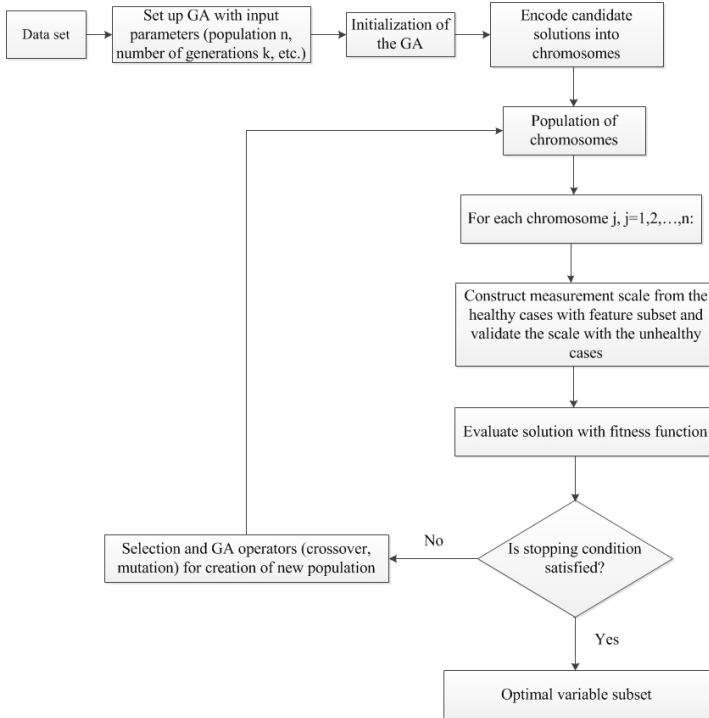 Data set
Set up GA with input
parameters (population n,
number of generations k, etc.)
Initialization
of the GA
Encode candidate
solutions into
chromosomes
Population of
chromosomes
For each chromosome j, j=1,2,…,n:
Construct measurement scale from the
healthy cases with feature subset and
validate the scale with the unhealthy
cases
Evaluate solution with fitness function
Is stopping condition
satisfied?
No
Selection and GA operators (crossover,
mutation) for creation of new population
Yes
Optimal variable subset